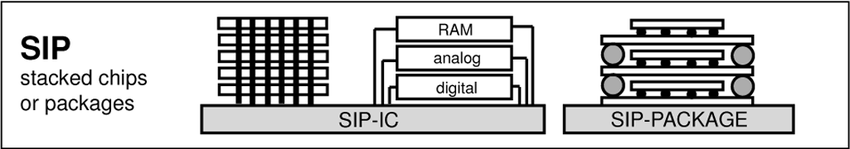 SIP
stacked chips
or packages
RAM
analog
digital
SIP-IC
SIP-PACKAGE